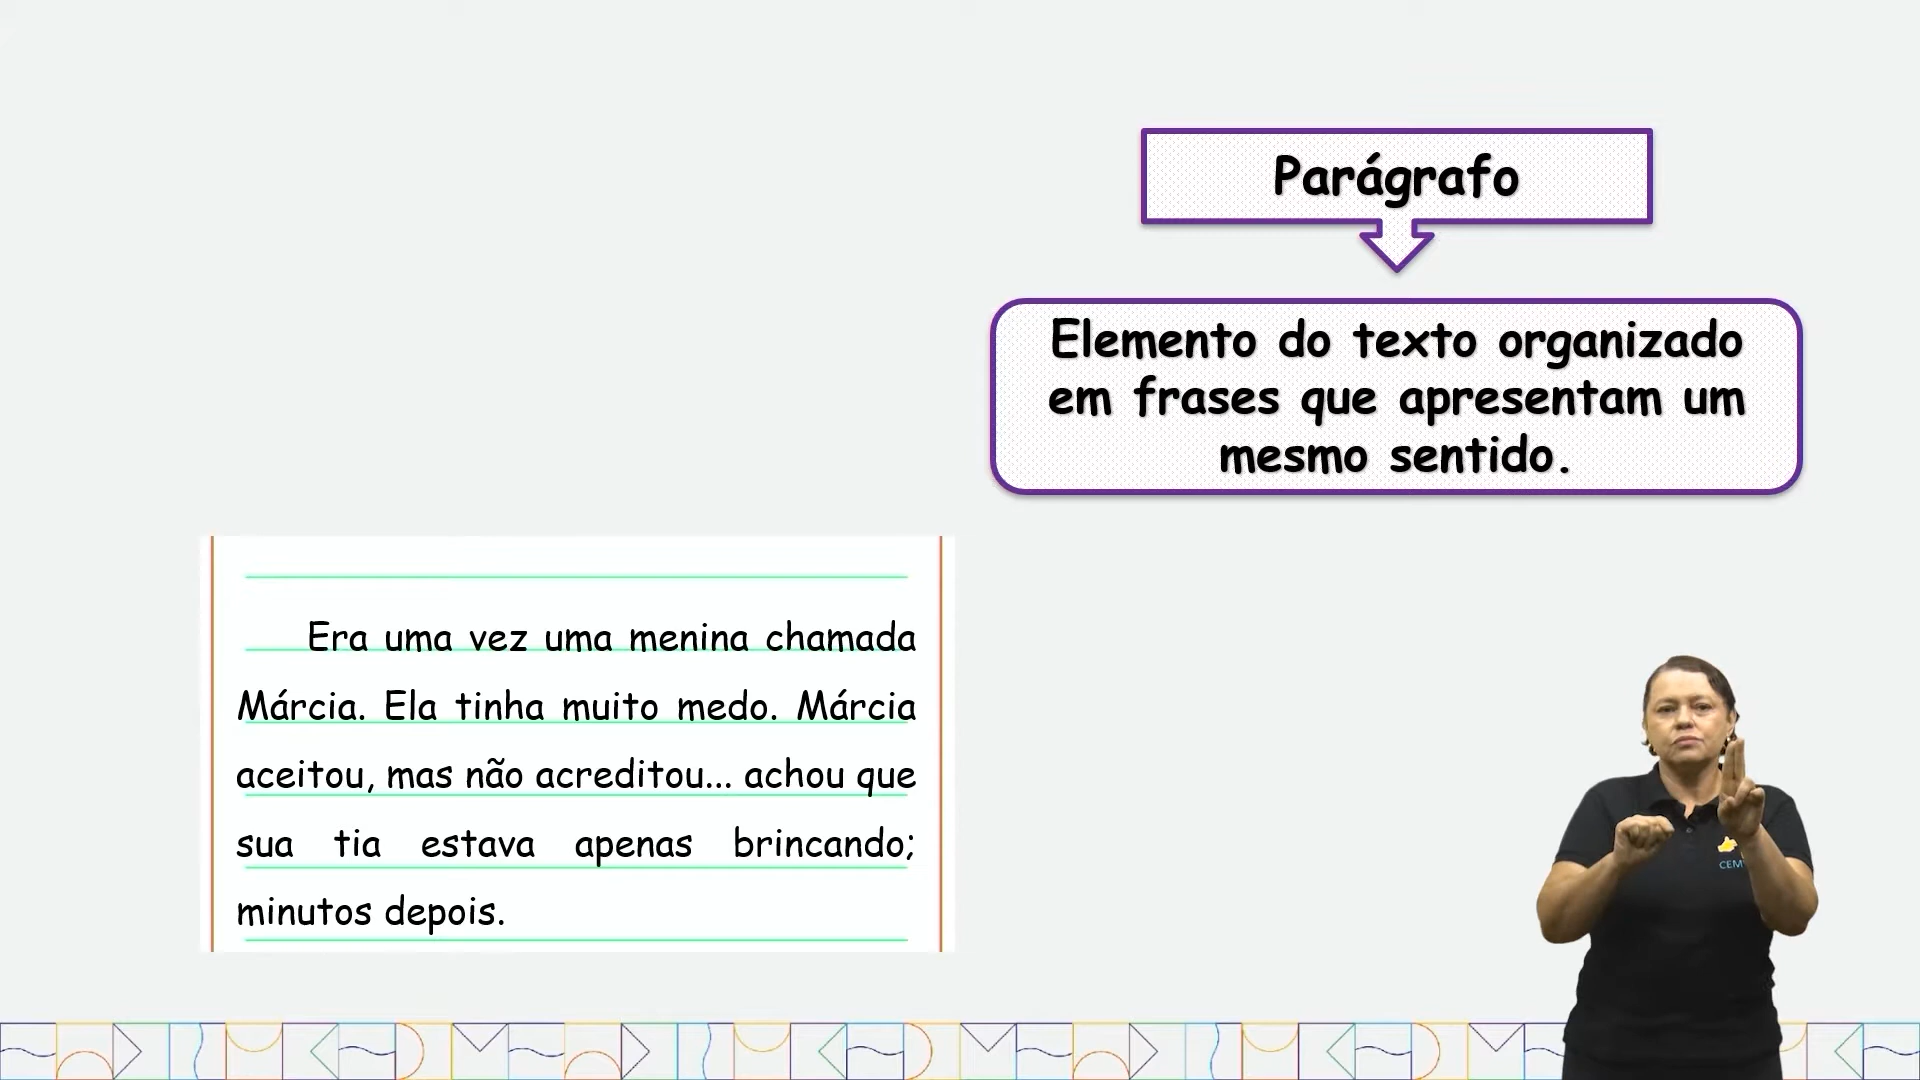 Parágrafo
Elemento do texto organizado
em frases que apresentam um
mesmo sentido.
Era uma vez uma menina chamada
Márcia. Ela tinha muito medo. Márcia
aceitou, mas não acreditou... achou que
sua tia estava apenas brincando;
minutos depois.